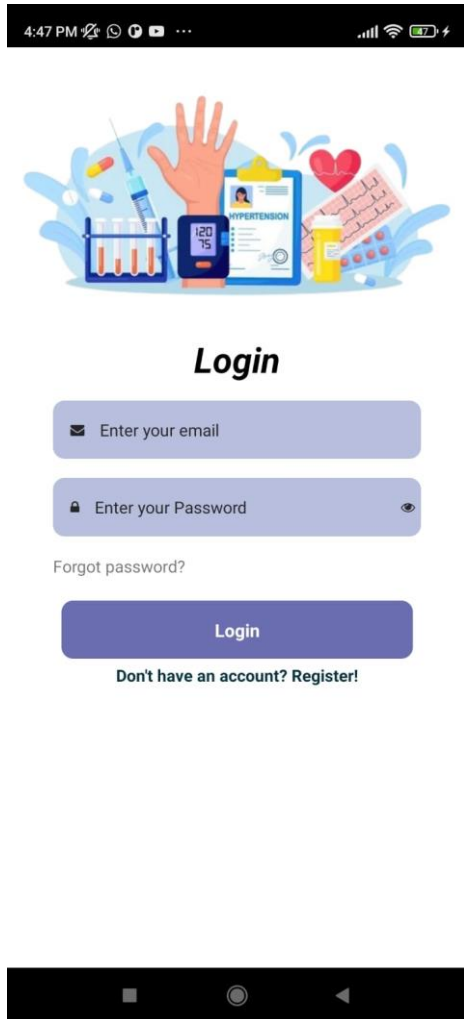 4:47 PM
47
HYPERTENSION
120
75
Login
Enter your email
Enter your Password
Forgot password?
Login
Don't have an account? Register!